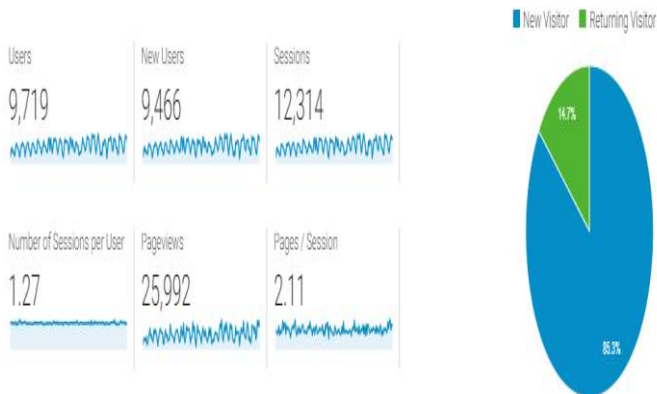 New Visitor Returning Visitor
Users New Users Sessions
9,719 9,466 12,314
14.7%
Number of Sessions per User Pageviews Pages / Session
1.27 25,992 2.11
85.3%